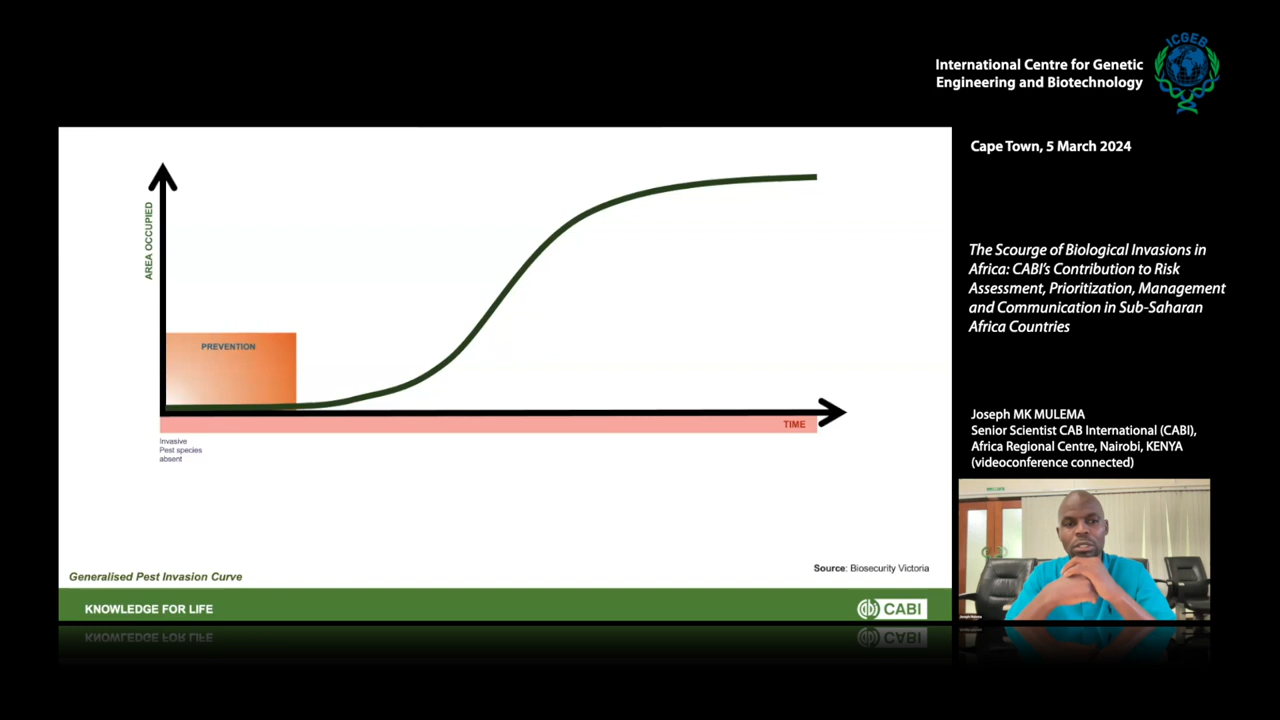 ICGEB
International Centre for Genetic
Engineering and Biotechnology
Cape Town, 5 March 2024
The Scourge of Biological Invasions in
Africa: CABI's Contribution to Risk
Assessment, Prioritization, Management
and Communication in Sub-Saharan
Africa Countries
Joseph MK MULEMA
Senior Scientist CAB International (CABI),
Africa Regional Centre, Nairobi, KENYA
(videoconference connected)
AREA OCCUPIED
PREVENTION
TIME
Invasive
Pest species
absent
Source: Biosecurity Victoria
Generalised Pest Invasion Curve
KNOWLEDGE FOR LIFE
CABI
Joseph Mulema